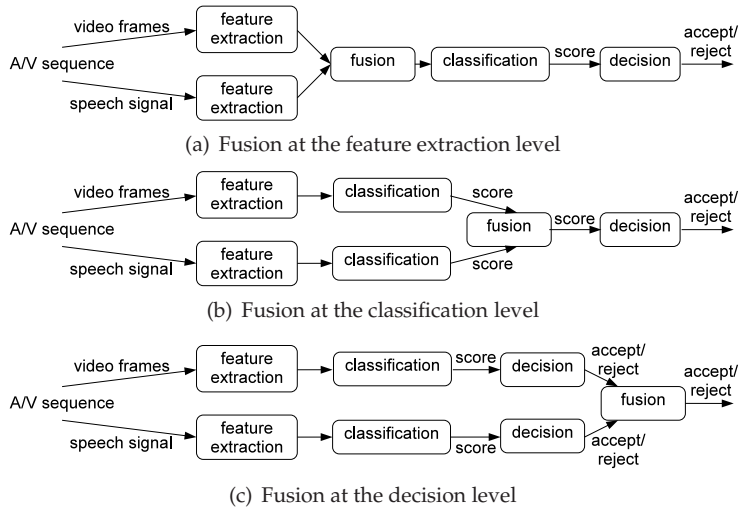 video frames
feature
extraction
A/V sequence
speech signal
feature
extraction
fusion
classification
score
decision
accept/
reject
(a) Fusion at the feature extraction level
video frames
feature
extraction
classification
score
A/V sequence
speech signal
feature
extraction
classification
score
fusion
score
decision
accept/
reject
(b) Fusion at the classification level
video frames
feature
extraction
classification
score
decision
accept/
reject
A/V sequence
speech signal
feature
extraction
classification
score
decision
accept/
reject
fusion
accept/
reject
(c) Fusion at the decision level